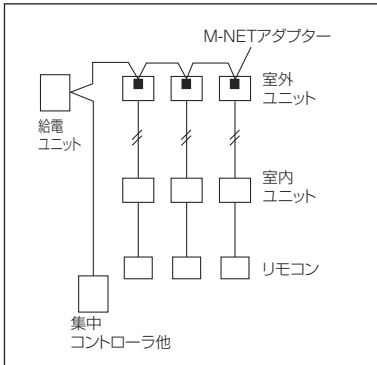 M-NETアダプター
室外
ユニット
給電
ユニット
室内
ユニット
リモコン
集中
コントローラ他